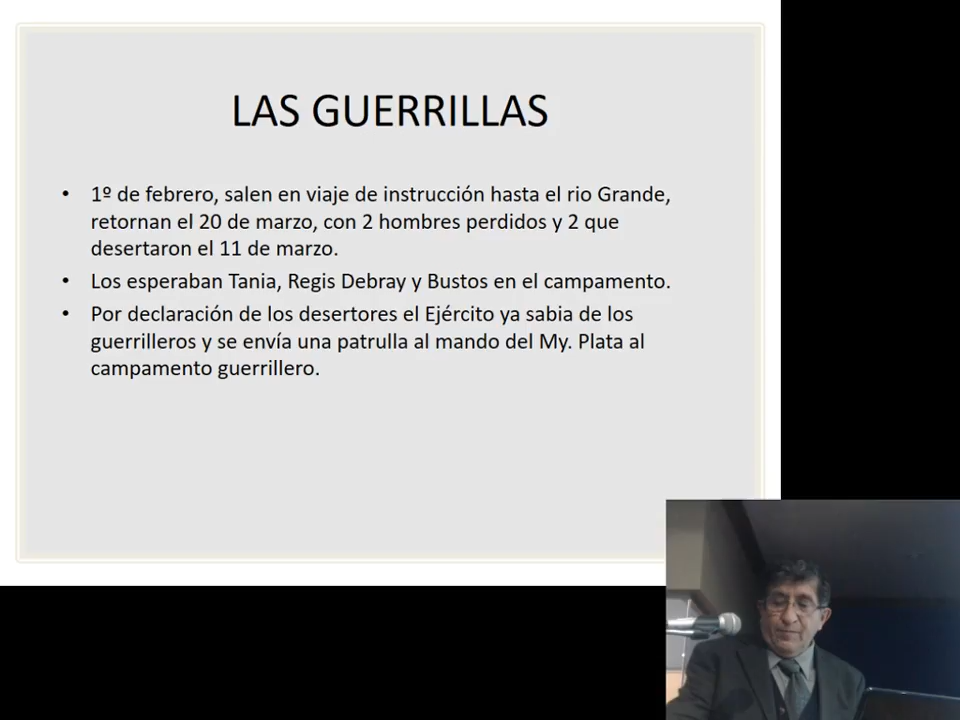 LAS GUERRILLAS
• 1º de febrero, salen en viaje de instrucción hasta el rio Grande,
retornan el 20 de marzo, con 2 hombres perdidos y 2 que
desertaron el 11 de marzo.
• Los esperaban Tania, Regis Debray y Bustos en el campamento.
• Por declaración de los desertores el Ejército ya sabia de los
guerrilleros y se envía una patrulla al mando del My. Plata al
campamento guerrillero.